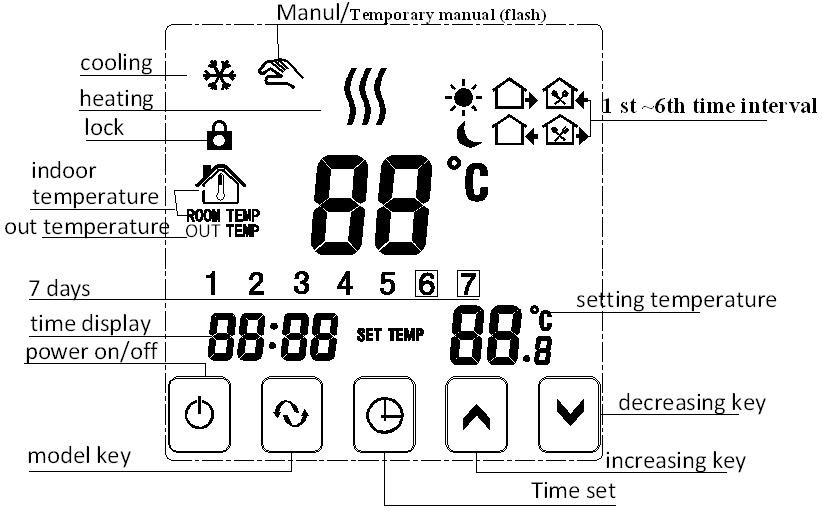 Manul/Temporary manual (flash)
cooling
heating
1 st ~6th time interval
lock
indoor
temperature
ROOM TEMP
out temperature
OUT TEMP
88 °C
7 days
1 2 3 4 5 6 7
setting temperature
time display
88:88 SET TEMP 88.8 °C
power on/off
decreasing key
model key
increasing key
Time set